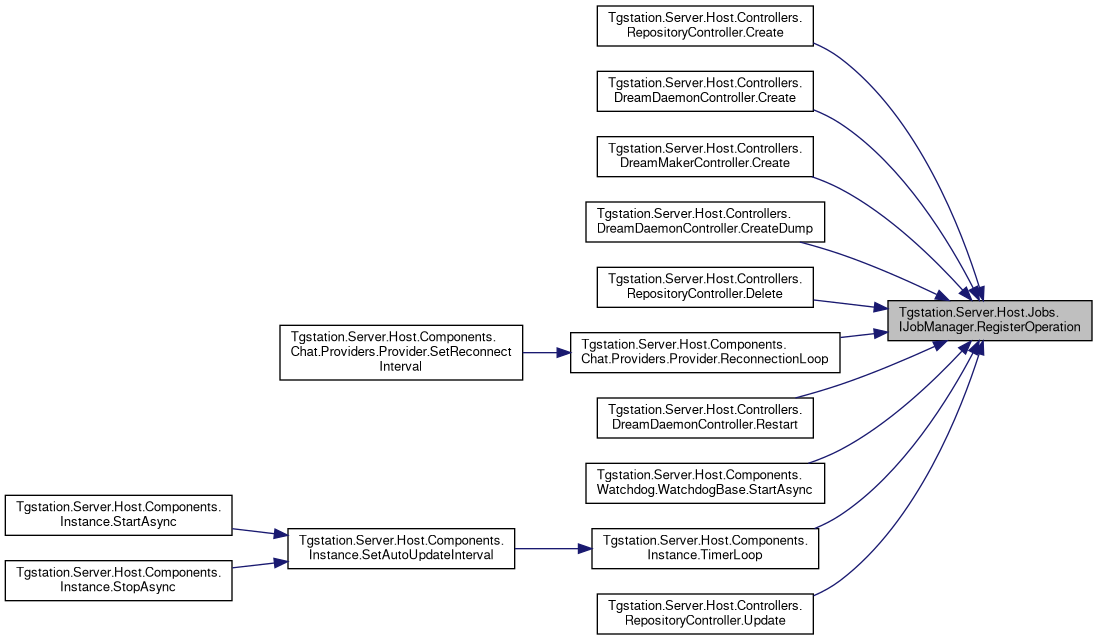 Tgstation.Server.Host.Controllers.
RepositoryController.Create
Tgstation.Server.Host.Controllers.
DreamDaemonController.Create
Tgstation.Server.Host.Controllers.
DreamMakerController.Create
Tgstation.Server.Host.Controllers.
DreamDaemonController.CreateDump
Tgstation.Server.Host.Controllers.
RepositoryController.Delete
Tgstation.Server.Host.Jobs.
IJobManager.RegisterOperation
Tgstation.Server.Host.Components.
Chat.Providers.Provider.SetReconnect
Interval
Tgstation.Server.Host.Components.
Chat.Providers.Provider.ReconnectionLoop
Tgstation.Server.Host.Controllers.
DreamDaemonController.Restart
Tgstation.Server.Host.Components.
Watchdog.WatchdogBase.StartAsync
Tgstation.Server.Host.Components.
Instance.StartAsync
Tgstation.Server.Host.Components.
Instance.SetAutoUpdateInterval
Tgstation.Server.Host.Components.
Instance.TimerLoop
Tgstation.Server.Host.Components.
Instance.StopAsync
Tgstation.Server.Host.Controllers.
RepositoryController.Update